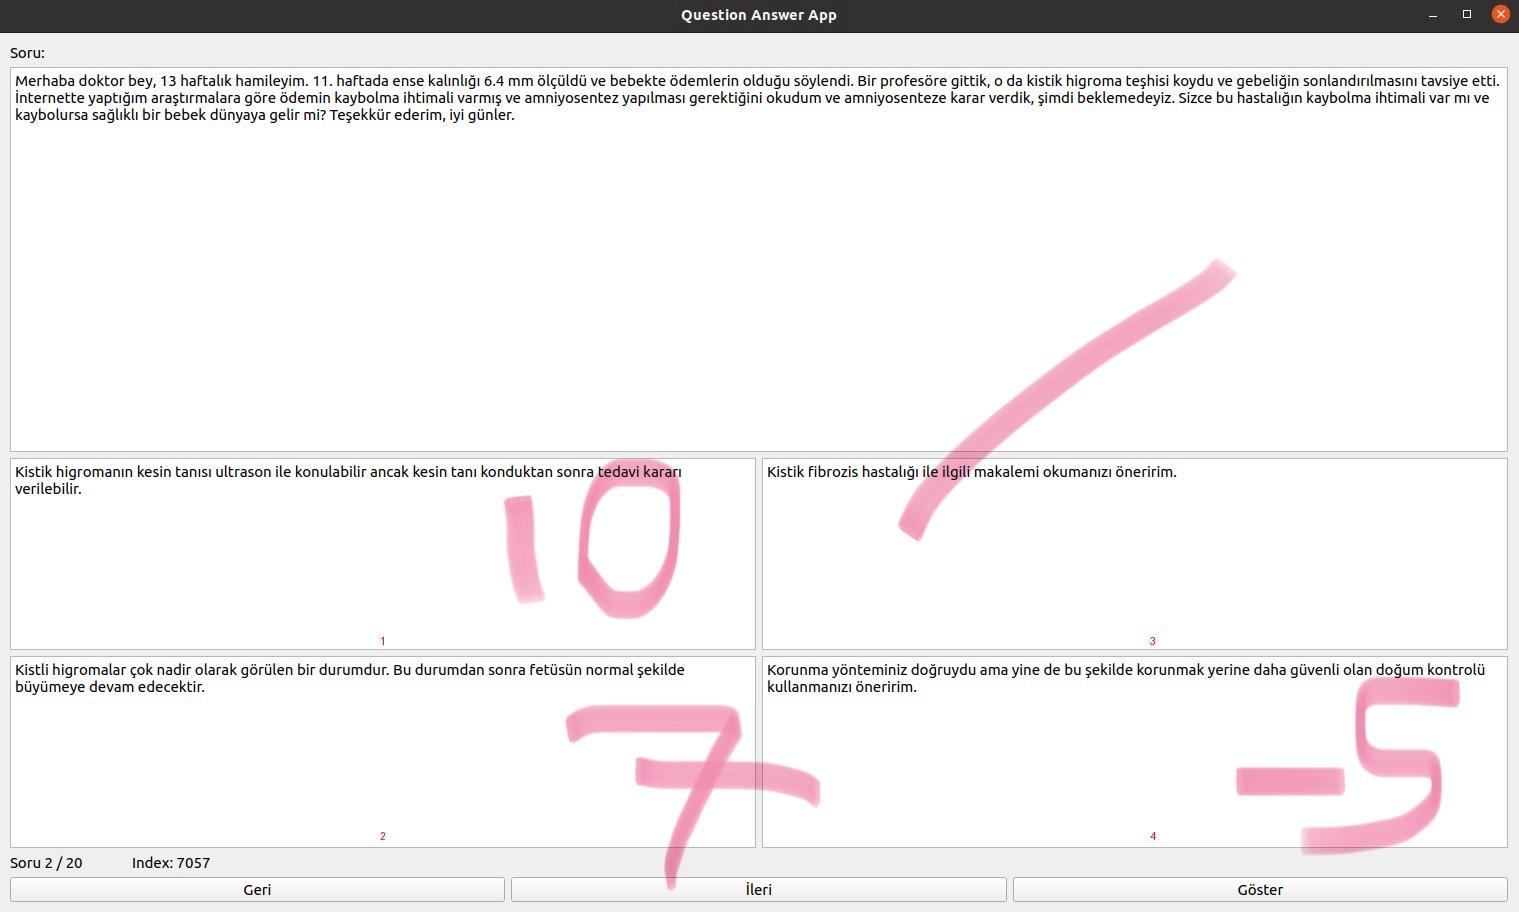 Question Answer App
Soru:
Merhaba doktor bey, 13 haftalık hamileyim. 11. haftada ense kalınlığı 6.4 mm ölçüldü ve bebekte ödemlerin olduğu söylendi. Bir profesöre gittik, o da kistik higroma teşhisi koydu ve gebeliğin sonlandırılmasını tavsiye etti.
İnternette yaptığım araştırmalara göre ödemin kaybolma ihtimali varmış ve amniyosentez yapılması gerektiğini okudum ve amniyosenteze karar verdik, şimdi beklemedeyiz. Sizce bu hastalığın kaybolma ihtimali var mı ve
kaybolursa sağlıklı bir bebek dünyaya gelir mi? Teşekkür ederim, iyi günler.
Kistik higromanın kesin tanısı ultrason ile konulabilir ancak kesin tanı konduktan sonra tedavi kararı
verilebilir.
10
1
Kistik fibrozis hastalığı ile ilgili makalemi okumanızı öneririm.
3
Kistli higromalar çok nadir olarak görülen bir durumdur. Bu durumdan sonra fetüsün normal şekilde
büyümeye devam edecektir.
7
2
Korunma yönteminiz doğruydu ama yine de bu şekilde korunmak yerine daha güvenli olan doğum kontrolü
kullanmanızı öneririm.
-5
4
Soru 2 / 20 Index: 7057
Geri İleri Göster